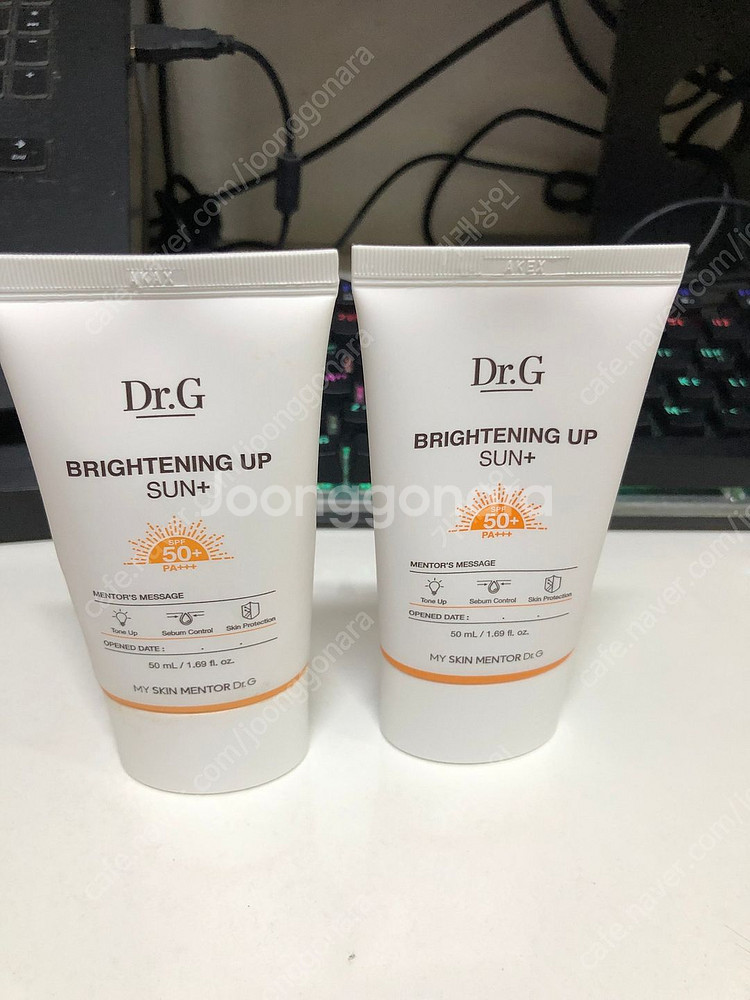 AKAX
Dr.G
BRIGHTENING UP
SUN+
SPF
50+
PA+++
MENTOR'S MESSAGE
Tone Up
Sebum Control
Skin Protection
OPENED DATE : . .
50 mL / 1.69 fl. oz.
MY SKIN MENTOR Dr.G
AKEX
Dr.G
BRIGHTENING UP
SUN+
SPF
50+
PA+++
MENTOR'S MESSAGE
Tone Up
Sebum Control
Skin Protection
OPENED DATE : . .
50 mL / 1.69 fl. oz.
MY SKIN MENTOR Dr.G
Joonggonara
cafe.naver.com/joonggonara
End